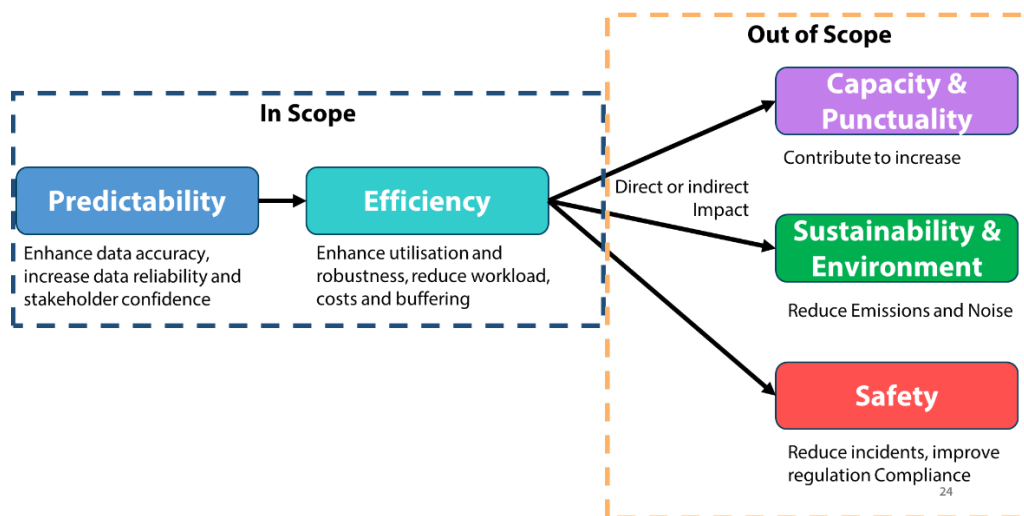 Out of Scope
In Scope
Capacity &
Punctuality
Contribute to increase
Predictability
Efficiency
Direct or indirect
Impact
Enhance data accuracy,
increase data reliability and
stakeholder confidence
Enhance utilisation and
robustness, reduce workload,
costs and buffering
Sustainability &
Environment
Reduce Emissions and Noise
Safety
Reduce incidents, improve
regulation Compliance
24